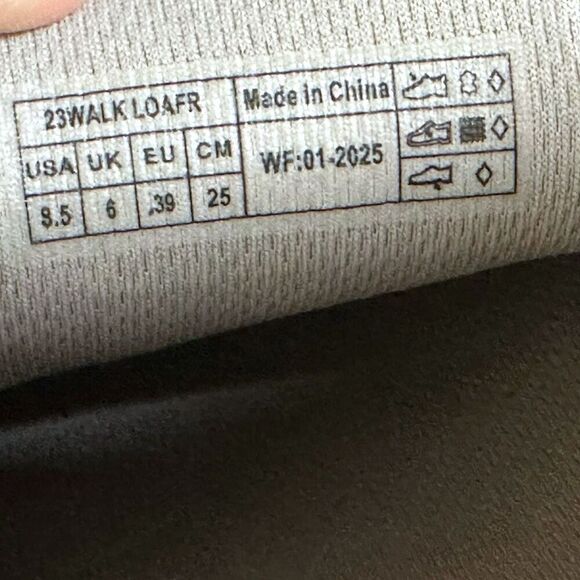 23WALK LOAFR Made in China
USA UK EU CM WF:01-2025
8.5 6 39 25